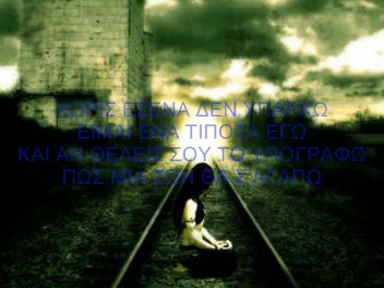 ΧΩΡΙΣ ΕΣΕΝΑ ΔΕΝ ΥΠΑΡΧΩ
ΕΙΜΑΙ ΕΝΑ ΤΙΠΟΤΑ ΕΓΩ
ΚΑΙ ΑΝ ΘΕΛΕΙΣ ΣΟΥ ΤΟ ΥΠΟΓΡΑΦΩ
ΠΩΣ ΜΙΑ ΖΩΗ ΘΑ Σ'ΑΓΑΠΩ